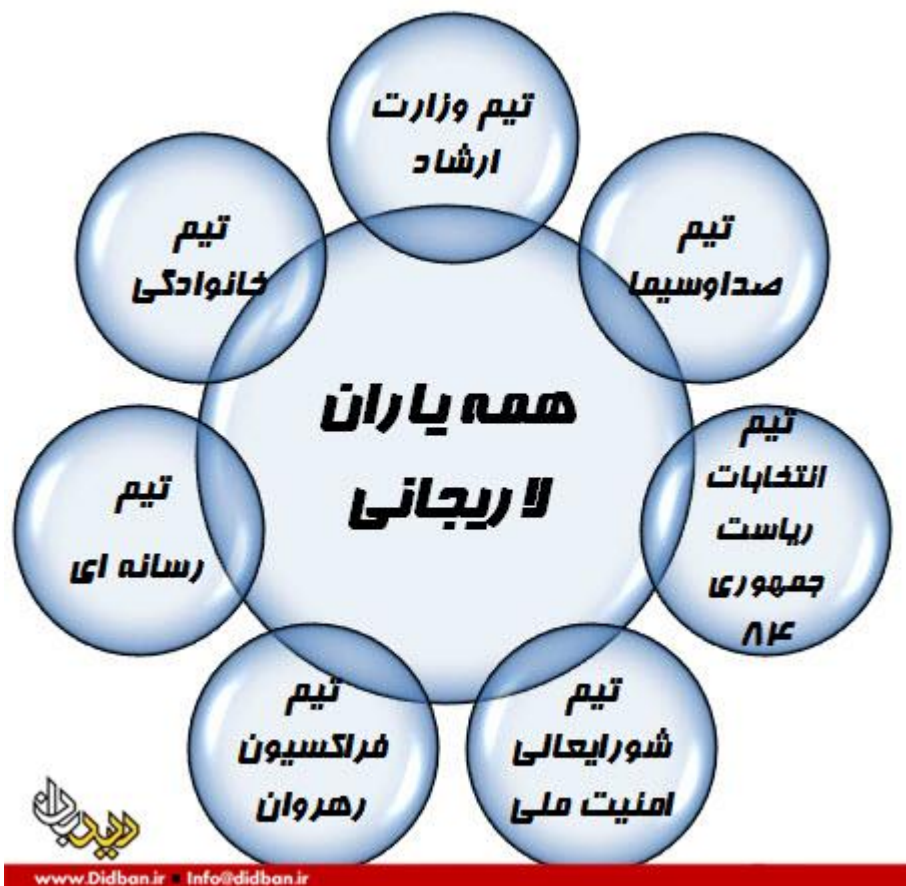 تیم وزارت
ارشاد
تیم
صداوسیما
تیم
انتخابات
ریاست
جمهوری
۸۴
تیم
شورایعالی
امنیت ملی
تیم
فراکسیون
رهروان
تیم
رسانه ای
تیم
خانوادگی
همه یاران
لاریجانی
دیدبان
www.Didban.ir Info@didban.ir